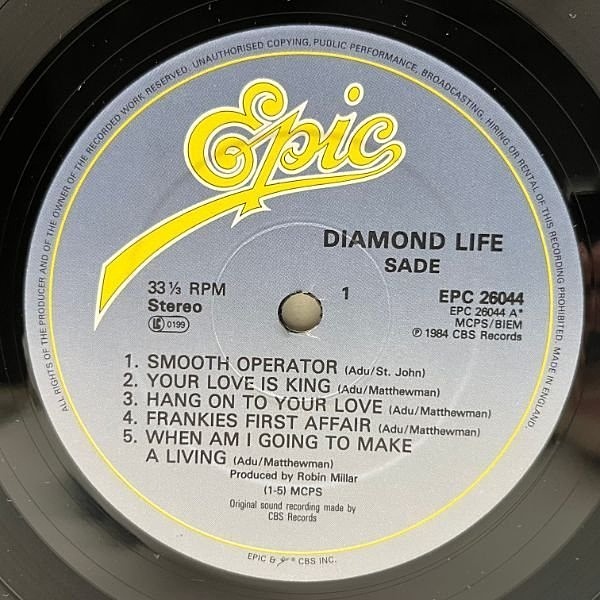 ALL RIGHTS OF THE PRODUCER AND OF THE OWNER OF THE RECORDED WORK RESERVED. UNAUTHORISED COPYING, PUBLIC PERFORMANCE, BROADCASTING, HIRING OR RENTAL OF THIS RECORDING PROHIBITED. MADE IN ENGLAND.
Epic
DIAMOND LIFE
SADE
33⅓ RPM
Stereo
LC 0199
1
EPC 26044
EPC 26044 A*
MCPS/BIEM
℗ 1984 CBS Records
1. SMOOTH OPERATOR (Adu/St. John)
2. YOUR LOVE IS KING (Adu/Matthewman)
3. HANG ON TO YOUR LOVE (Adu/Matthewman)
4. FRANKIES FIRST AFFAIR (Adu/Matthewman)
5. WHEN AM I GOING TO MAKE
A LIVING (Adu/Matthewman)
Produced by Robin Millar
(1-5) MCPS
Original sound recording made by
CBS Records
EPIC & ® CBS INC.